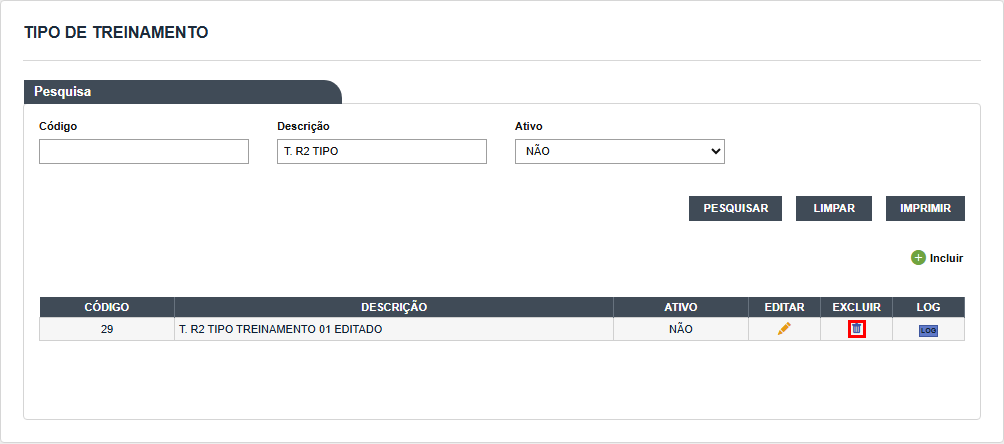 TIPO DE TREINAMENTO
Pesquisa
Código Descrição Ativo
T. R2 TIPO NÃO
PESQUISAR LIMPAR IMPRIMIR
Incluir
CÓDIGO DESCRIÇÃO ATIVO EDITAR EXCLUIR LOG
29 T. R2 TIPO TREINAMENTO 01 EDITADO NÃO LOG